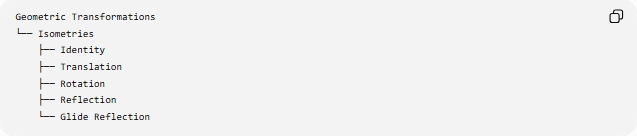 Geometric Transformations
└── Isometries
    ├── Identity
    ├── Translation
    ├── Rotation
    ├── Reflection
    └── Glide Reflection